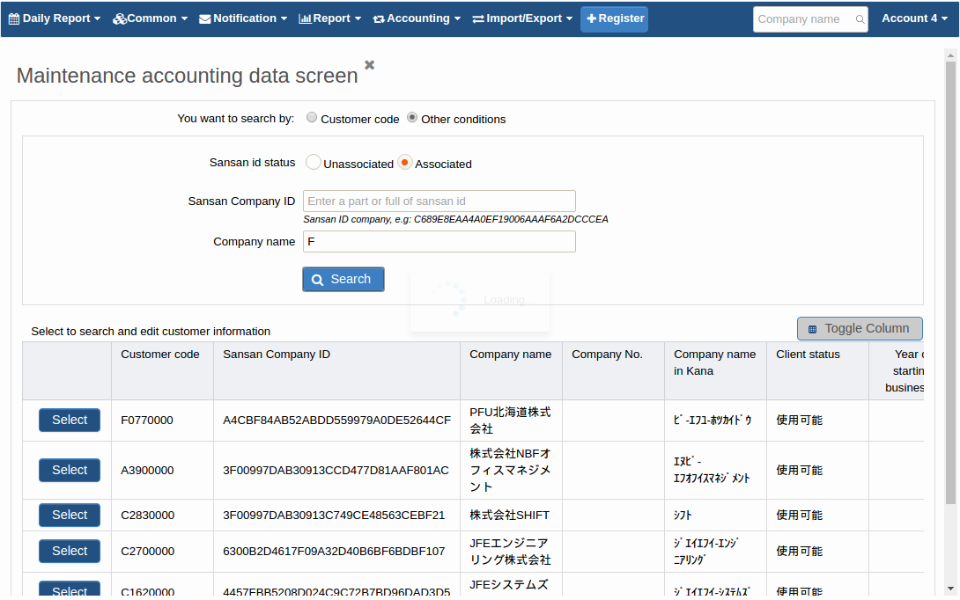 Daily Report Common Notification Report Accounting Import/Export Register Company name Account 4
Maintenance accounting data screen
You want to search by: Customer code Other conditions
Sansan id status Unassociated Associated
Sansan Company ID Enter a part or full of sansan id
Sansan ID company, e.g: C689E8EAA4A0EF19006AAAF6A2DCCCEA
Company name F
Search
Loading...
Select to search and edit customer information Toggle Column
Customer code Sansan Company ID Company name Company No. Company name Client status Year
in Kana startin
busines
Select F0770000 A4CBF84AB52ABDD559979A0DE52644CF PFU北海道株式 ﾋﾟｰｴﾌﾕｰﾎｯｶｲﾄﾞｳ 使用可能
会社
Select A3900000 3F00997DAB30913CCD477D81AAF801AC 株式会社NBFオ ｴﾇﾋﾞｰ 使用可能
フィスマネジメ ｴﾌｵﾌｲｽﾏﾈｼﾞﾒﾝﾄ
ント
Select C2830000 3F00997DAB30913C749CE48563CEBF21 株式会社SHIFT ｼﾌﾄ 使用可能
Select C2700000 6300B2D4617F09A32D40B6BF6BDBF107 JFEエンジニア ｼﾞｴｲｴﾌｲｰｴﾝｼﾞ 使用可能
リング株式会社 ﾆｱﾘﾝｸﾞ
Select C1620000 4457FBB5208D024C9C72B7BD96DAD3D5 JFEシステムズ ｼﾞｴｲｴﾌｲｰｼｽﾃﾑｽﾞ 使用可能